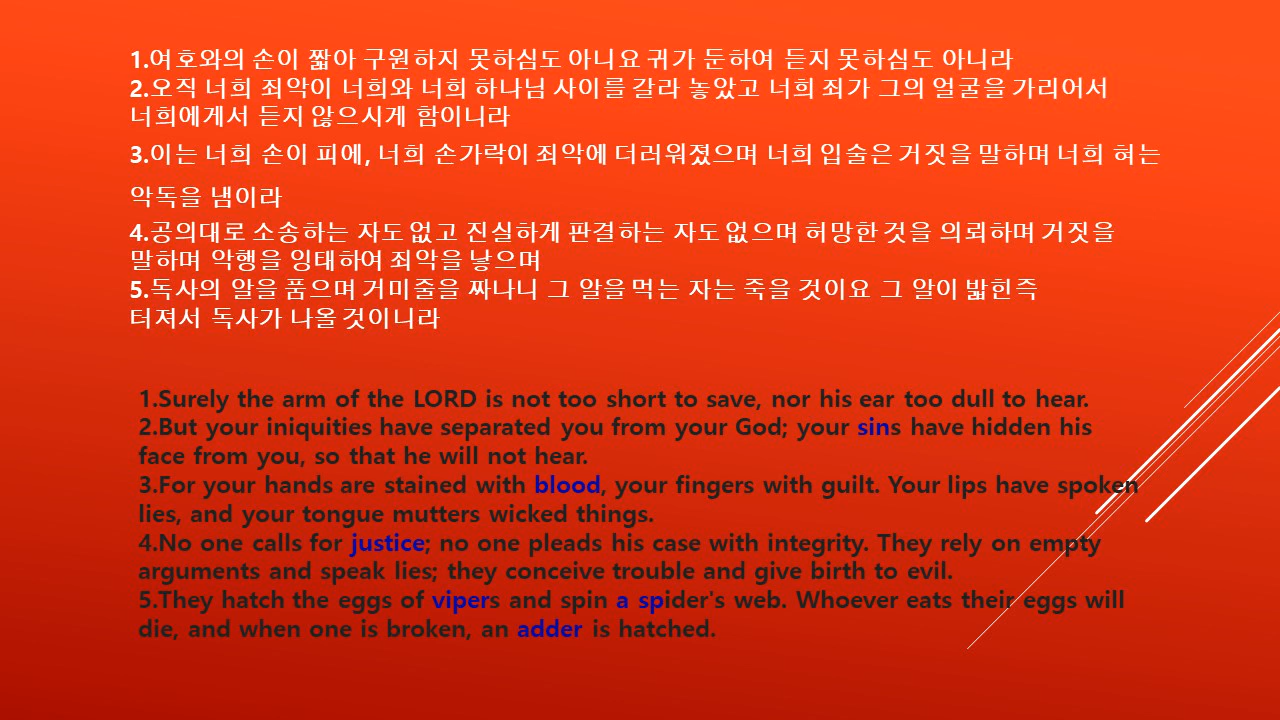 1.여호와의 손이 짧아 구원하지 못하심도 아니요 귀가 둔하여 듣지 못하심도 아니라
2.오직 너희 죄악이 너희와 너희 하나님 사이를 갈라 놓았고 너희 죄가 그의 얼굴을 가리어서
너희에게서 듣지 않으시게 함이니라
3.이는 너희 손이 피에, 너희 손가락이 죄악에 더러워졌으며 너희 입술은 거짓을 말하며 너희 혀는
악독을 냄이라
4.공의대로 소송하는 자도 없고 진실하게 판결하는 자도 없으며 허망한 것을 의뢰하며 거짓을
말하며 악행을 잉태하여 죄악을 낳으며
5.독사의 알을 품으며 거미줄을 짜나니 그 알을 먹는 자는 죽을 것이요 그 알이 밟힌즉
터져서 독사가 나올 것이니라
1.Surely the arm of the LORD is not too short to save, nor his ear too dull to hear.
2.But your iniquities have separated you from your God; your sins have hidden his
face from you, so that he will not hear.
3.For your hands are stained with blood, your fingers with guilt. Your lips have spoken
lies, and your tongue mutters wicked things.
4.No one calls for justice; no one pleads his case with integrity. They rely on empty
arguments and speak lies; they conceive trouble and give birth to evil.
5.They hatch the eggs of vipers and spin a spider's web. Whoever eats their eggs will
die, and when one is broken, an adder is hatched.